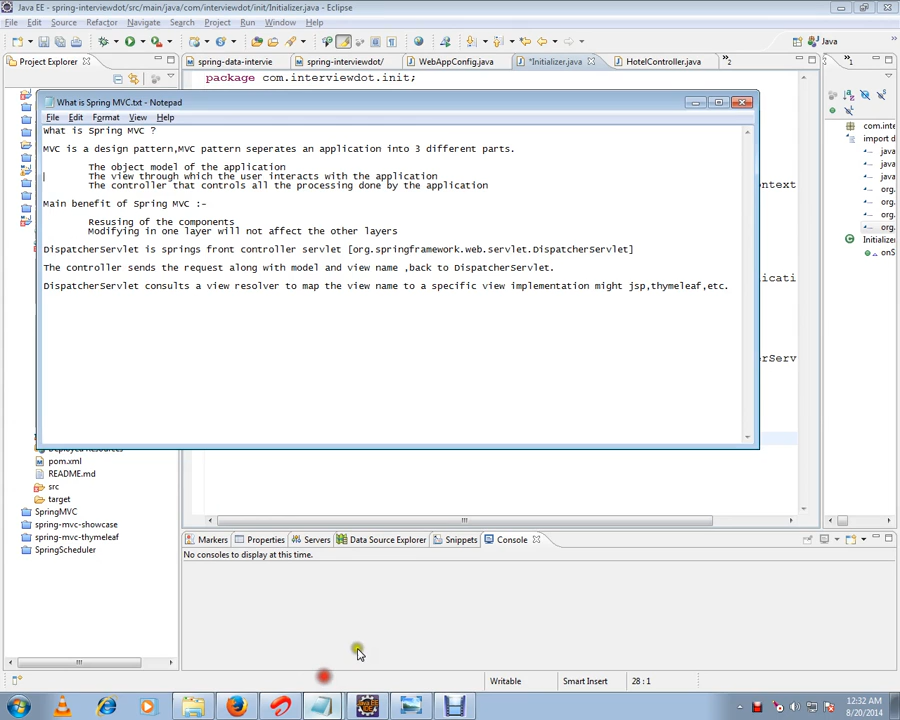 Java EE - spring-interviewdot/src/main/java/com/interviewdot/init/Initializer.java - Eclipse
File Edit Source Refactor Navigate Search Project Run Window Help
Java
Project Explorer
spring-data-intervie
spring-interviewdot/
WebAppConfig.java
*Initializer.java
HotelController.java
»2
»1
package com.interviewdot.init;
What is Spring MVC.txt - Notepad
File Edit Format View Help
What is Spring MVC ?
MVC is a design pattern,MVC pattern seperates an application into 3 different parts.
The object model of the application
The view through which the user interacts with the application
The controller that controls all the processing done by the application
Main benefit of Spring MVC :-
Resusing of the components
Modifying in one layer will not affect the other layers
DispatcherServlet is springs front controller servlet [org.springframework.web.servlet.DispatcherServlet]
The controller sends the request along with model and view name ,back to DispatcherServlet.
DispatcherServlet consults a view resolver to map the view name to a specific view implementation might jsp,thymeleaf,etc.
ontext
icati
erServ
com.inte
import d
java
java
java
org.
org.
org.
org.
Initializer
onS
Deployed Resources
pom.xml
README.md
src
target
SpringMVC
spring-mvc-showcase
spring-mvc-thymeleaf
SpringScheduler
Markers Properties Servers Data Source Explorer Snippets Console
No consoles to display at this time.
Writable Smart Insert 28 : 1
12:32 AM
8/20/2014